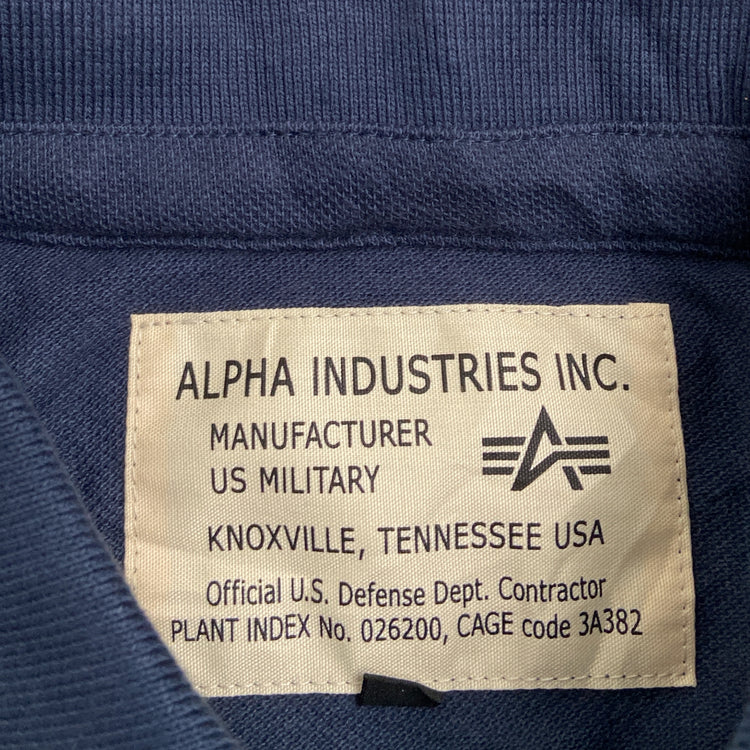 ALPHA INDUSTRIES INC.
MANUFACTURER
US MILITARY
KNOXVILLE, TENNESSEE USA
Official U.S. Defense Dept. Contractor
PLANT INDEX No. 026200, CAGE code 3A382